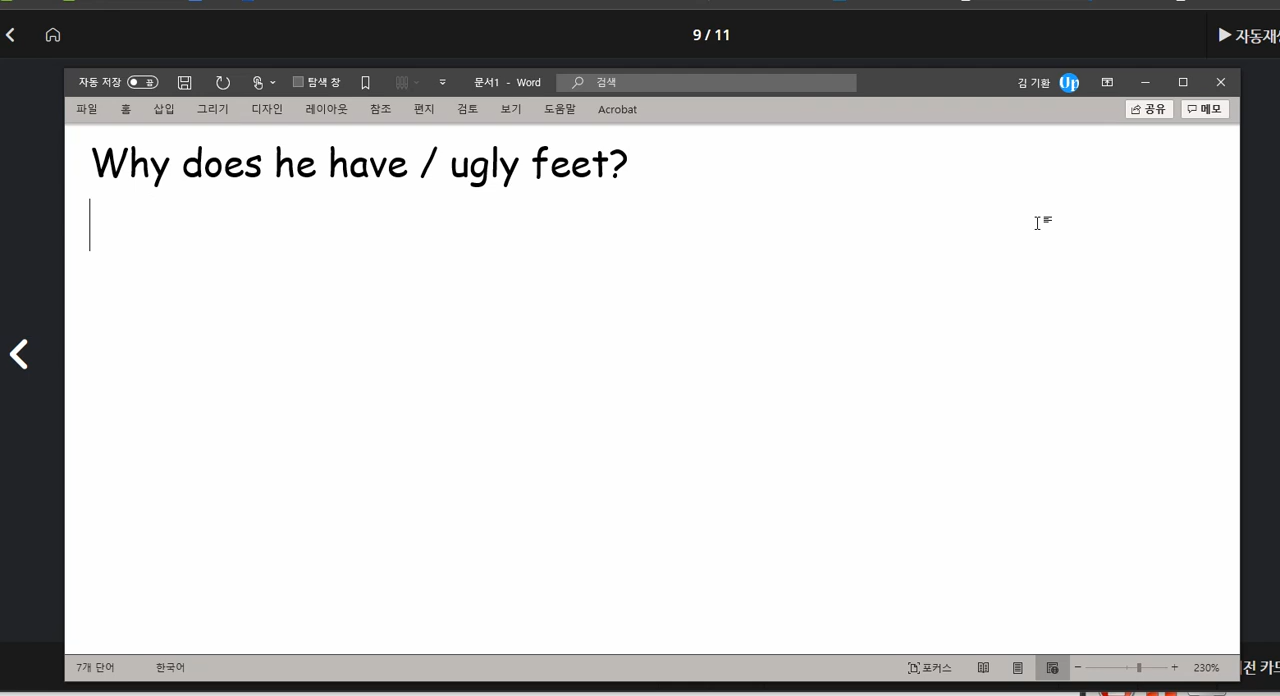 9 / 11
▶ 자동재생
자동 저장 끔 탐색 창 문서1 - Word 검색 김 기환 Up
파일 홈 삽입 그리기 디자인 레이아웃 참조 편지 검토 보기 도움말 Acrobat 공유 메모
Why does he have / ugly feet?
7개 단어 한국어 포커스 230%